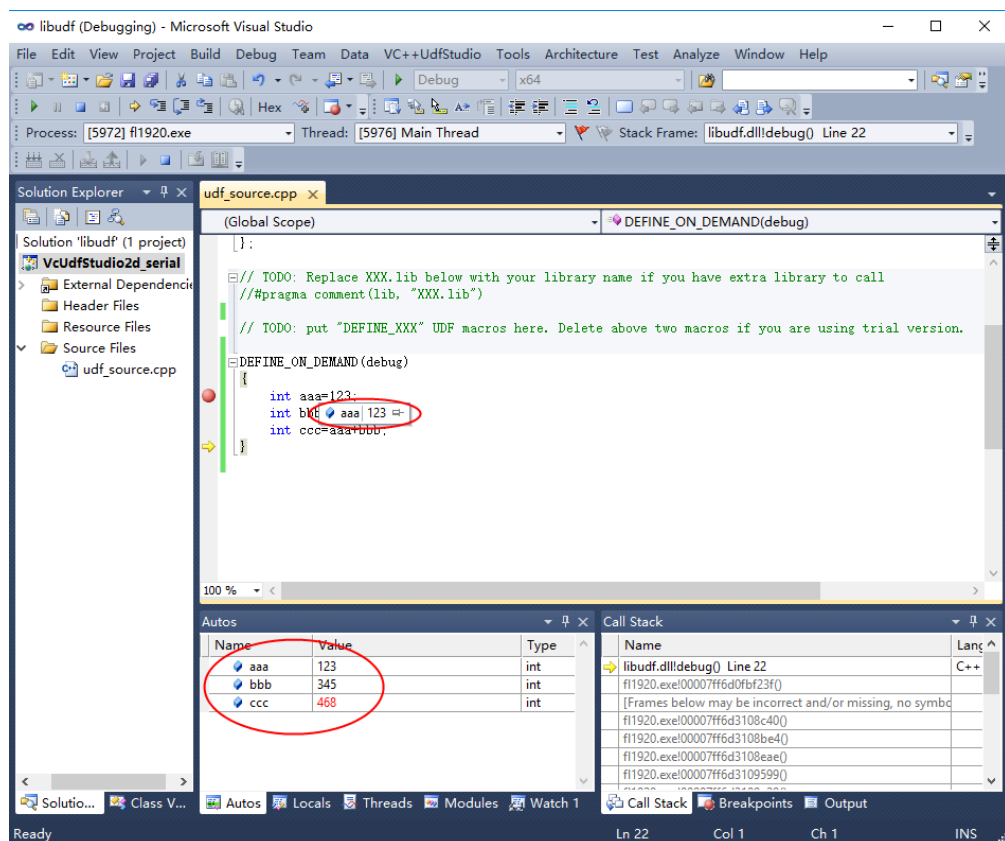 libudf (Debugging) - Microsoft Visual Studio
File Edit View Project Build Debug Team Data VC++UdfStudio Tools Architecture Test Analyze Window Help
Debug x64
Hex
Process: [5972] fl1920.exe Thread: [5976] Main Thread Stack Frame: libudf.dll!debug() Line 22
Solution Explorer
udf_source.cpp
(Global Scope) DEFINE_ON_DEMAND(debug)
Solution 'libudf' (1 project)
VcUdfStudio2d_serial
External Dependencie
Header Files
Resource Files
Source Files
udf_source.cpp
};
// TODO: Replace XXX.lib below with your library name if you have extra library to call
//#pragma comment(lib, "XXX.lib")
// TODO: put "DEFINE_XXX" UDF macros here. Delete above two macros if you are using trial version.
DEFINE_ON_DEMAND(debug)
{
int aaa=123;
int bbb aaa 123
int ccc=aaa+bbb;
}
100 %
Autos
Name Value Type
aaa 123 int
bbb 345 int
ccc 468 int
Call Stack
Name Lang
libudf.dll!debug() Line 22 C++
fl1920.exe!00007ff6d0fbf23f()
[Frames below may be incorrect and/or missing, no symbo
fl1920.exe!00007ff6d3108c40()
fl1920.exe!00007ff6d3108be4()
fl1920.exe!00007ff6d3108eae()
fl1920.exe!00007ff6d3109599()
Solutio... Class V...
Autos Locals Threads Modules Watch 1
Call Stack Breakpoints Output
Ready Ln 22 Col 1 Ch 1 INS